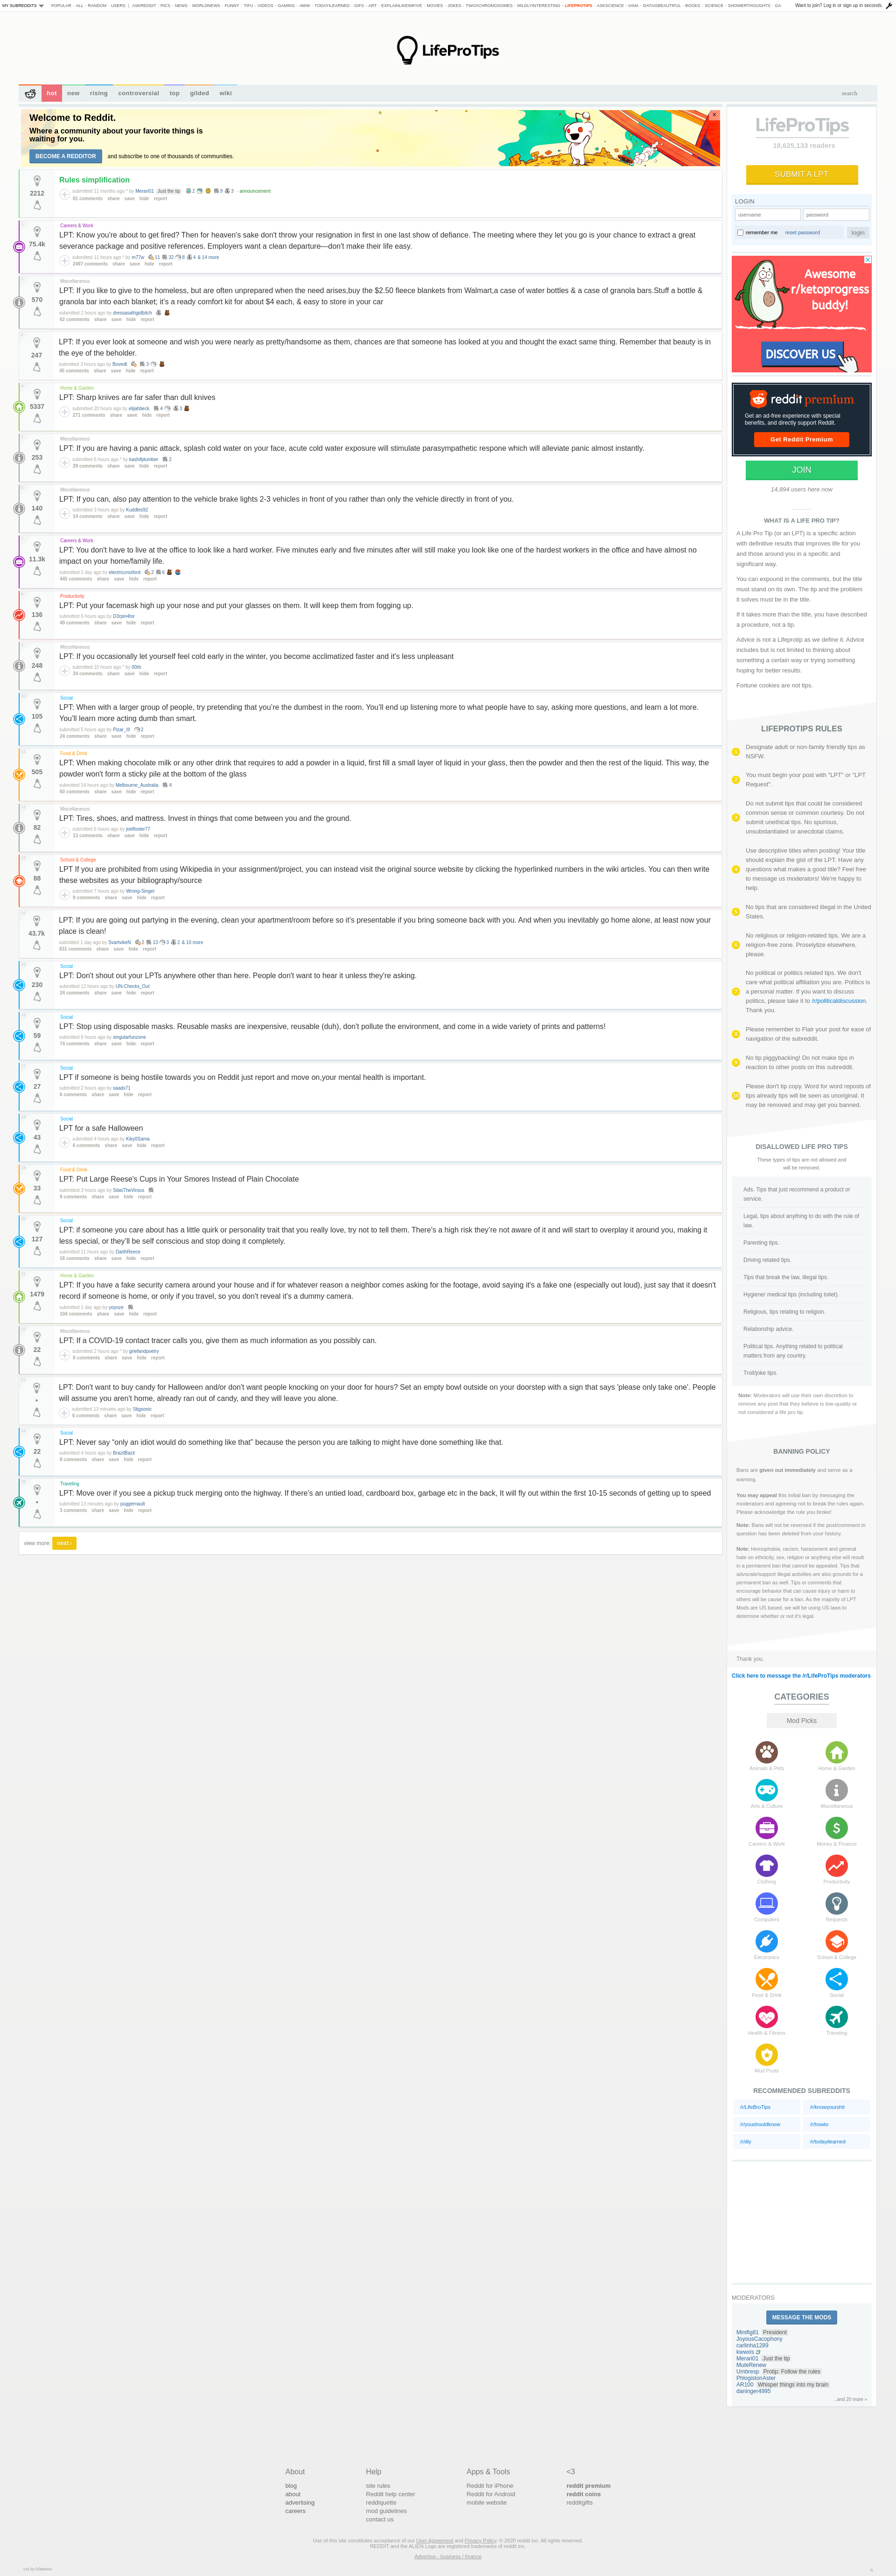 MY SUBREDDITS
POPULAR - ALL - RANDOM - USERS | ASKREDDIT - PICS - NEWS - WORLDNEWS - FUNNY - TIFU - VIDEOS - GAMING - AWW - TODAYILEARNED - GIFS - ART - EXPLAINLIKEIMFIVE - MOVIES - JOKES - TWOXCHROMOSOMES - MILDLYINTERESTING - LIFEPROTIPS - ASKSCIENCE - IAMA - DATAISBEAUTIFUL - BOOKS - SCIENCE - SHOWERTHOUGHTS - GA
Want to join? Log in or sign up in seconds.
LifeProTips
hot new rising controversial top gilded wiki
search
Welcome to Reddit.
Where a community about your favorite things is
waiting for you.
BECOME A REDDITOR and subscribe to one of thousands of communities.
Rules simplification
2212
submitted 11 months ago * by Merari01 Just the tip 2 9 3 - announcement
81 comments share save hide report
Careers & Work
75.4k
LPT: Know you're about to get fired? Then for heaven's sake don't throw your resignation in first in one last show of defiance. The meeting where they let you go is your chance to extract a great
severance package and positive references. Employers want a clean departure—don't make their life easy.
submitted 11 hours ago * by m77w 11 32 8 4 & 14 more
2497 comments share save hide report
Miscellaneous
570
LPT: If you like to give to the homeless, but are often unprepared when the need arises,buy the $2.50 fleece blankets from Walmart,a case of water bottles & a case of granola bars.Stuff a bottle &
granola bar into each blanket; it's a ready comfort kit for about $4 each, & easy to store in your car
submitted 2 hours ago by dressasafrigidbitch
62 comments share save hide report
247
LPT: If you ever look at someone and wish you were nearly as pretty/handsome as them, chances are that someone has looked at you and thought the exact same thing. Remember that beauty is in
the eye of the beholder.
submitted 3 hours ago by Bovedi 3
45 comments share save hide report
Home & Garden
5337
LPT: Sharp knives are far safer than dull knives
submitted 20 hours ago by elijahbeck 4 3
271 comments share save hide report
Miscellaneous
253
LPT: If you are having a panic attack, splash cold water on your face, acute cold water exposure will stimulate parasympathetic respone which will alleviate panic almost instantly.
submitted 6 hours ago * by kashifplumber 2
26 comments share save hide report
Miscellaneous
140
LPT: If you can, also pay attention to the vehicle brake lights 2-3 vehicles in front of you rather than only the vehicle directly in front of you.
submitted 3 hours ago by Kuddles92
14 comments share save hide report
Careers & Work
11.3k
LPT: You don't have to live at the office to look like a hard worker. Five minutes early and five minutes after will still make you look like one of the hardest workers in the office and have almost no
impact on your home/family life.
submitted 1 day ago by electriccroxford 2 6
445 comments share save hide report
Productivity
136
LPT: Put your facemask high up your nose and put your glasses on them. It will keep them from fogging up.
submitted 6 hours ago by D3rpin4tor
49 comments share save hide report
Miscellaneous
248
LPT: If you occasionally let yourself feel cold early in the winter, you become acclimatized faster and it's less unpleasant
submitted 10 hours ago * by 00rb
34 comments share save hide report
Social
105
LPT: When with a larger group of people, try pretending that you're the dumbest in the room. You'll end up listening more to what people have to say, asking more questions, and learn a lot more.
You'll learn more acting dumb than smart.
submitted 5 hours ago by Pizar_III 2
24 comments share save hide report
Food & Drink
505
LPT: When making chocolate milk or any other drink that requires to add a powder in a liquid, first fill a small layer of liquid in your glass, then the powder and then the rest of the liquid. This way, the
powder won't form a sticky pile at the bottom of the glass
submitted 14 hours ago by Melbourne_Australia 4
60 comments share save hide report
Miscellaneous
82
LPT: Tires, shoes, and mattress. Invest in things that come between you and the ground.
submitted 5 hours ago by joelfester77
13 comments share save hide report
School & College
88
LPT If you are prohibited from using Wikipedia in your assignment/project, you can instead visit the original source website by clicking the hyperlinked numbers in the wiki articles. You can then write
these websites as your bibliography/source
submitted 7 hours ago by Wrong-Singer
9 comments share save hide report
43.7k
LPT: If you are going out partying in the evening, clean your apartment/room before so it's presentable if you bring someone back with you. And when you inevitably go home alone, at least now your
place is clean!
submitted 1 day ago by SvamvikeN 2 13 3 2 & 10 more
831 comments share save hide report
Social
230
LPT: Don't shout out your LPTs anywhere other than here. People don't want to hear it unless they're asking.
submitted 12 hours ago by UN-Checks_Out
24 comments share save hide report
Social
59
LPT: Stop using disposable masks. Reusable masks are inexpensive, reusable (duh), don't pollute the environment, and come in a wide variety of prints and patterns!
submitted 6 hours ago by singularfunzone
74 comments share save hide report
Social
27
LPT if someone is being hostile towards you on Reddit just report and move on,your mental health is important.
submitted 2 hours ago by saads71
6 comments share save hide report
Social
43
LPT for a safe Halloween
submitted 4 hours ago by Kiky0Sama
6 comments share save hide report
Food & Drink
33
LPT: Put Large Reese's Cups in Your Smores Instead of Plain Chocolate
submitted 3 hours ago by SilasTheVirous
9 comments share save hide report
Social
127
LPT: if someone you care about has a little quirk or personality trait that you really love, try not to tell them. There's a high risk they're not aware of it and will start to overplay it around you, making it
less special, or they'll be self conscious and stop doing it completely.
submitted 11 hours ago by DarthReece
16 comments share save hide report
Home & Garden
1479
LPT: If you have a fake security camera around your house and if for whatever reason a neighbor comes asking for the footage, avoid saying it's a fake one (especially out loud), just say that it doesn't
record if someone is home, or only if you travel, so you don't reveal it's a dummy camera.
submitted 1 day ago by yoyozir
104 comments share save hide report
Miscellaneous
22
LPT: If a COVID-19 contact tracer calls you, give them as much information as you possibly can.
submitted 2 hours ago * by griefandpoetry
8 comments share save hide report
•
LPT: Don't want to buy candy for Halloween and/or don't want people knocking on your door for hours? Set an empty bowl outside on your doorstep with a sign that says 'please only take one'. People
will assume you aren't home, already ran out of candy, and they will leave you alone.
submitted 13 minutes ago by Stipsonic
6 comments share save hide report
Social
22
LPT: Never say “only an idiot would do something like that” because the person you are talking to might have done something like that.
submitted 4 hours ago by BrazilBazil
8 comments share save hide report
Traveling
•
LPT: Move over if you see a pickup truck merging onto the highway. If there's an untied load, cardboard box, garbage etc in the back, It will fly out within the first 10-15 seconds of getting up to speed
submitted 13 minutes ago by puggernault
3 comments share save hide report
view more: next ›
LifeProTips
18,625,133 readers
SUBMIT A LPT
LOGIN
username password
remember me reset password login
Awesome
r/ketoprogress
buddy!
DISCOVER US
reddit premium
Get an ad-free experience with special
benefits, and directly support Reddit.
Get Reddit Premium
JOIN
14,894 users here now
WHAT IS A LIFE PRO TIP?
A Life Pro Tip (or an LPT) is a specific action
with definitive results that improves life for you
and those around you in a specific and
significant way.
You can expound in the comments, but the title
must stand on its own. The tip and the problem
it solves must be in the title.
If it takes more than the title, you have described
a procedure, not a tip.
Advice is not a Lifeprotip as we define it. Advice
includes but is not limited to thinking about
something a certain way or trying something
hoping for better results.
Fortune cookies are not tips.
LIFEPROTIPS RULES
1 Designate adult or non-family friendly tips as
NSFW.
2 You must begin your post with "LPT" or "LPT
Request".
3 Do not submit tips that could be considered
common sense or common courtesy. Do not
submit unethical tips. No spurious,
unsubstantiated or anecdotal claims.
4 Use descriptive titles when posting! Your title
should explain the gist of the LPT. Have any
questions what makes a good title? Feel free
to message us moderators! We're happy to
help.
5 No tips that are considered illegal in the United
States.
6 No religious or religion-related tips. We are a
religion-free zone. Proselytize elsewhere,
please.
7 No political or politics related tips. We don't
care what political affiliation you are. Politics is
a personal matter. If you want to discuss
politics, please take it to /r/politicaldiscussion.
Thank you.
8 Please remember to Flair your post for ease of
navigation of the subreddit.
9 No tip piggybacking! Do not make tips in
reaction to other posts on this subreddit.
10 Please don't tip copy. Word for word reposts of
tips already tips will be seen as unoriginal. it
may be removed and may get you banned.
DISALLOWED LIFE PRO TIPS
These types of tips are not allowed and
will be removed.
Ads. Tips that just recommend a product or
service.
Legal, tips about anything to do with the rule of
law.
Parenting tips.
Driving related tips.
Tips that break the law, illegal tips.
Hygiene/ medical tips (including toilet).
Religious, tips relating to religion.
Relationship advice.
Political tips. Anything related to political
matters from any country.
Troll/joke tips.
Note: Moderators will use their own discretion to
remove any post that they believe is low-quality or
not considered a life pro tip.
BANNING POLICY
Bans are given out immediately and serve as a
warning.
You may appeal this initial ban by messaging the
moderators and agreeing not to break the rules again.
Please acknowledge the rule you broke!
Note: Bans will not be reversed if the post/comment in
question has been deleted from your history.
Note: Homophobia, racism, harassment and general
hate on ethnicity, sex, religion or anything else will result
in a permanent ban that cannot be appealed. Tips that
advocate/support illegal activities are also grounds for a
permanent ban as well. Tips or comments that
encourage behavior that can cause injury or harm to
others will be cause for a ban. As the majority of LPT
Mods are US based, we will be using US laws to
determine whether or not it's legal.
Thank you.
Click here to message the /r/LifeProTips moderators
CATEGORIES
Mod Picks
Animals & Pets Home & Garden
Arts & Culture Miscellaneous
Careers & Work Money & Finance
Clothing Productivity
Computers Requests
Electronics School & College
Food & Drink Social
Health & Fitness Traveling
Mod Posts
RECOMMENDED SUBREDDITS
/r/LifeBroTips /r/knowyourshit
/r/youshouldknow /r/howto
/r/diy /r/todayilearned
MODERATORS
MESSAGE THE MODS
Minifig81 President
JoyousCacophony
carlinha1289
kwwxis
Merari01 Just the tip
MuteRenew
Umbresp Protip: Follow the rules
PhlogistonAster
AR100 Whisper things into my brain
daninger4995
...and 20 more »
About Help Apps & Tools <3
blog site rules Reddit for iPhone reddit premium
about Reddit help center Reddit for Android reddit coins
advertising reddiquette mobile website redditgifts
careers mod guidelines
contact us
Use of this site constitutes acceptance of our User Agreement and Privacy Policy. © 2020 reddit inc. All rights reserved.
REDDIT and the ALIEN Logo are registered trademarks of reddit inc.
Advertise - business / finance
π